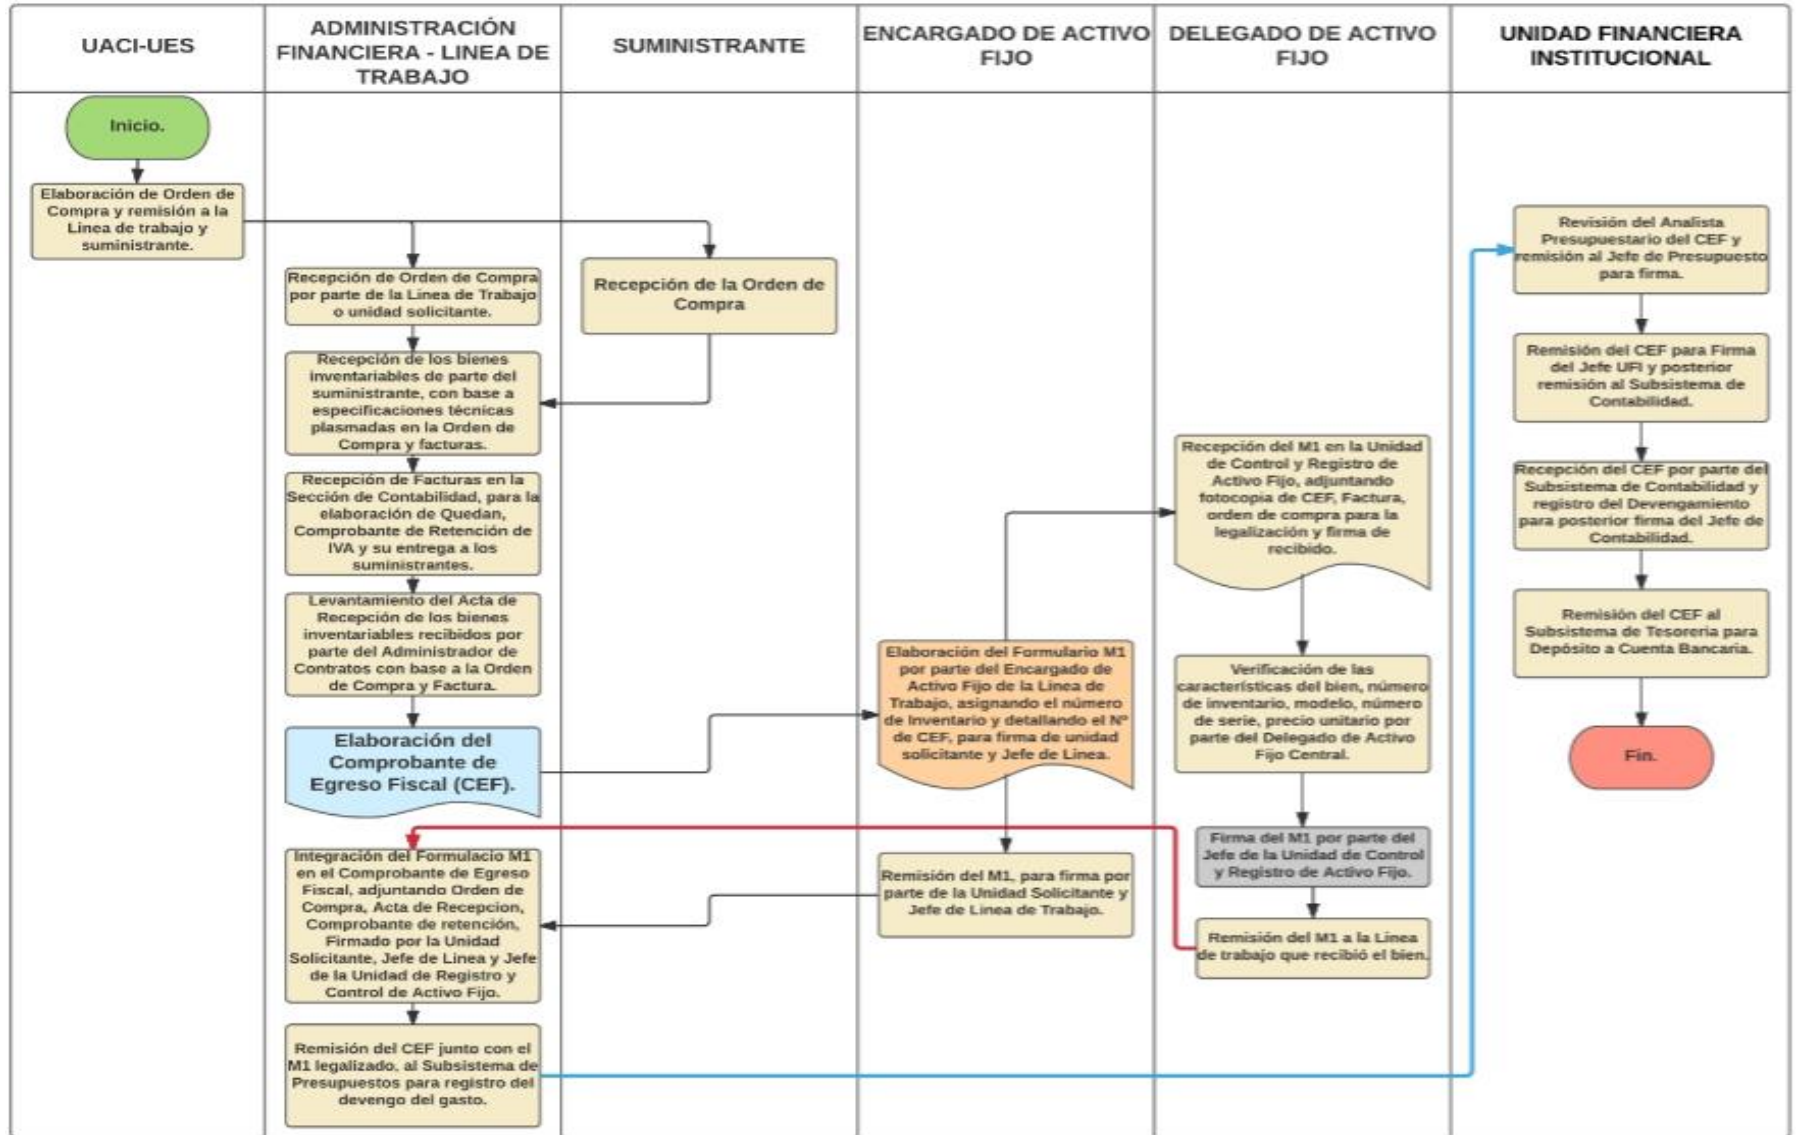 UACI-UES
ADMINISTRACIÓN
FINANCIERA - LINEA DE
TRABAJO
SUMINISTRANTE
ENCARGADO DE ACTIVO
FIJO
DELEGADO DE ACTIVO
FIJO
UNIDAD FINANCIERA
INSTITUCIONAL
Inicio.
Elaboración de Orden de
Compra y remisión a la
Linea de trabajo y
suministrante.
Recepción de Orden de Compra
por parte de la Linea de Trabajo
o unidad solicitante.
Recepción de los bienes
inventariables de parte del
suministrante, con base a
especificaciones técnicas
plasmadas en la Orden de
Compra y facturas.
Recepción de Facturas en la
Sección de Contabilidad, para la
elaboración de Quedan,
Comprobante de Retención de
IVA y su entrega a los
suministrantes.
Levantamiento del Acta de
Recepción de los bienes
inventariables recibidos por
parte del Administrador de
Contratos con base a la Orden
de Compra y Factura.
Elaboración del
Comprobante de
Egreso Fiscal (CEF).
Integración del Formulacio M1
en el Comprobante de Egreso
Fiscal, adjuntando Orden de
Compra, Acta de Recepcion,
Comprobante de retención,
Firmado por la Unidad
Solicitante, Jefe de Linea y Jefe
de la Unidad de Registro y
Control de Activo Fijo.
Remisión del CEF junto con el
M1 legalizado, al Subsistema de
Presupuestos para registro del
devengo del gasto.
Recepción de la Orden de
Compra
Elaboración del Formulario M1
por parte del Encargado de
Activo Fijo de la Linea de
Trabajo, asignando el número
de Inventario y detallando el Nº
de CEF, para firma de unidad
solicitante y Jefe de Linea.
Remisión del M1, para firma por
parte de la Unidad Solicitante y
Jefe de Linea de Trabajo.
Recepción del M1 en la Unidad
de Control y Registro de
Activo Fijo, adjuntando
fotocopia de CEF, Factura,
orden de compra para la
legalización y firma de
recibido.
Verificación de las
características del bien, número
de inventario, modelo, número
de serie, precio unitario por
parte del Delegado de Activo
Fijo Central.
Firma del M1 por parte del
Jefe de la Unidad de Control
y Registro de Activo Fijo.
Remisión del M1 a la Linea
de trabajo que recibió el bien.
Revisión del Analista
Presupuestario del CEF y
remisión al Jefe de Presupuesto
para firma.
Remisión del CEF para Firma
del Jefe UFI y posterior
remisión al Subsistema de
Contabilidad.
Recepción del CEF por parte del
Subsistema de Contabilidad y
registro del Devengamiento
para posterior firma del Jefe de
Contabilidad.
Remisión del CEF al
Subsistema de Tesoreria para
Depósito a Cuenta Bancaria.
Fin.